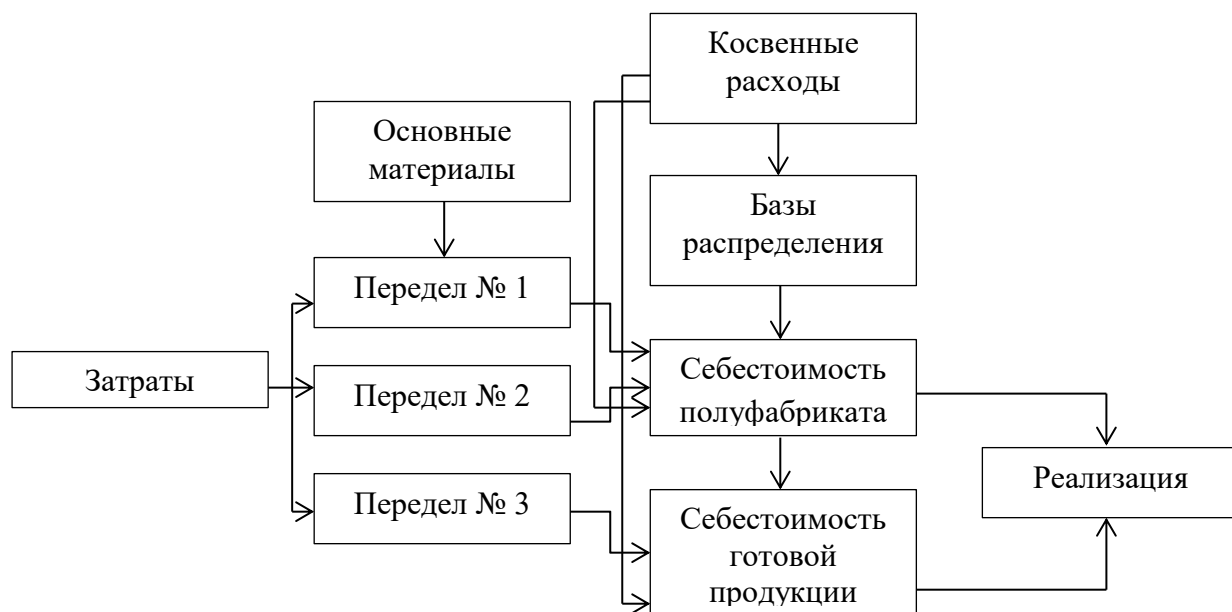 Косвенные
расходы
Основные
материалы
Базы
распределения
Передел № 1
Затраты
Передел № 2
Себестоимость
полуфабриката
Передел № 3
Реализация
Себестоимость
готовой
продукции